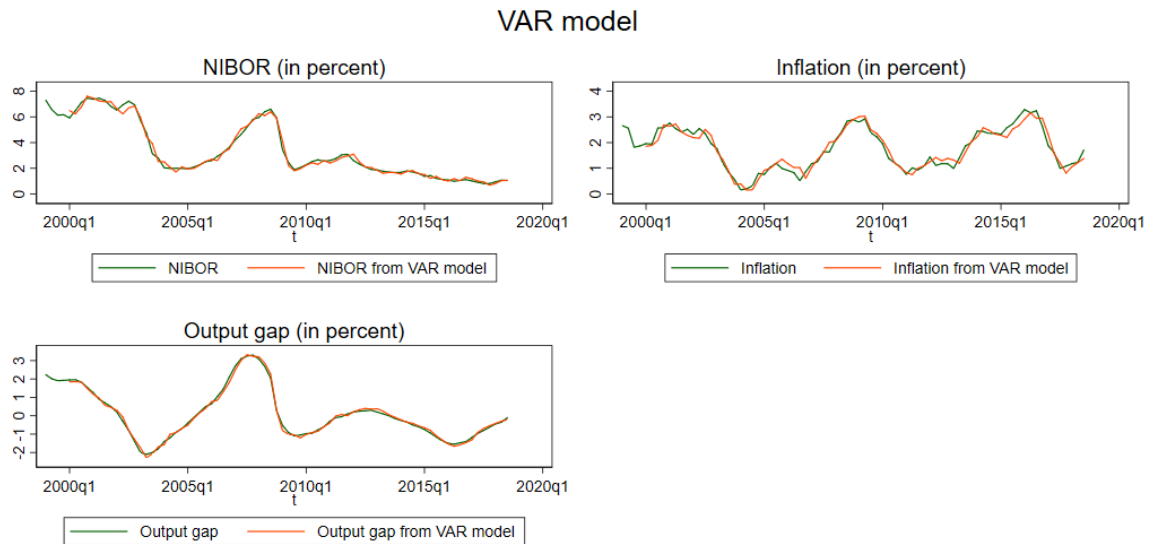 VAR model
NIBOR (in percent)
8
6
4
2
0
2000q1 2005q1 2010q1 2015q1 2020q1
t
NIBOR NIBOR from VAR model
Inflation (in percent)
4
3
2
1
0
2000q1 2005q1 2010q1 2015q1 2020q1
t
Inflation Inflation from VAR model
Output gap (in percent)
3
2
1
0
-1
-2
2000q1 2005q1 2010q1 2015q1 2020q1
t
Output gap Output gap from VAR model